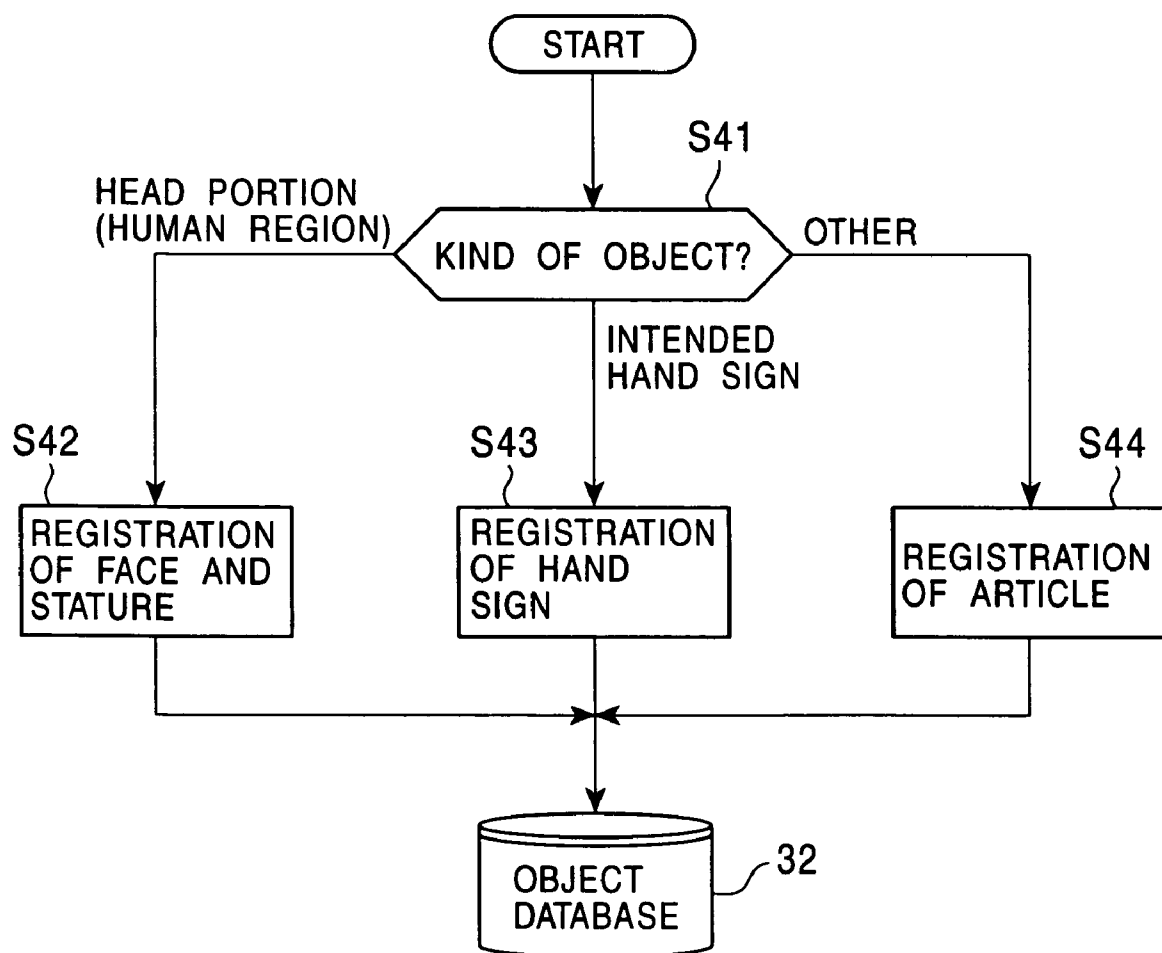 START
S41
HEAD PORTION
(HUMAN REGION)
KIND OF OBJECT?
OTHER
INTENDED
HAND SIGN
S42
S43
S44
REGISTRATION
OF FACE AND
STATURE
REGISTRATION
OF HAND
SIGN
REGISTRATION
OF ARTICLE
OBJECT
DATABASE
32